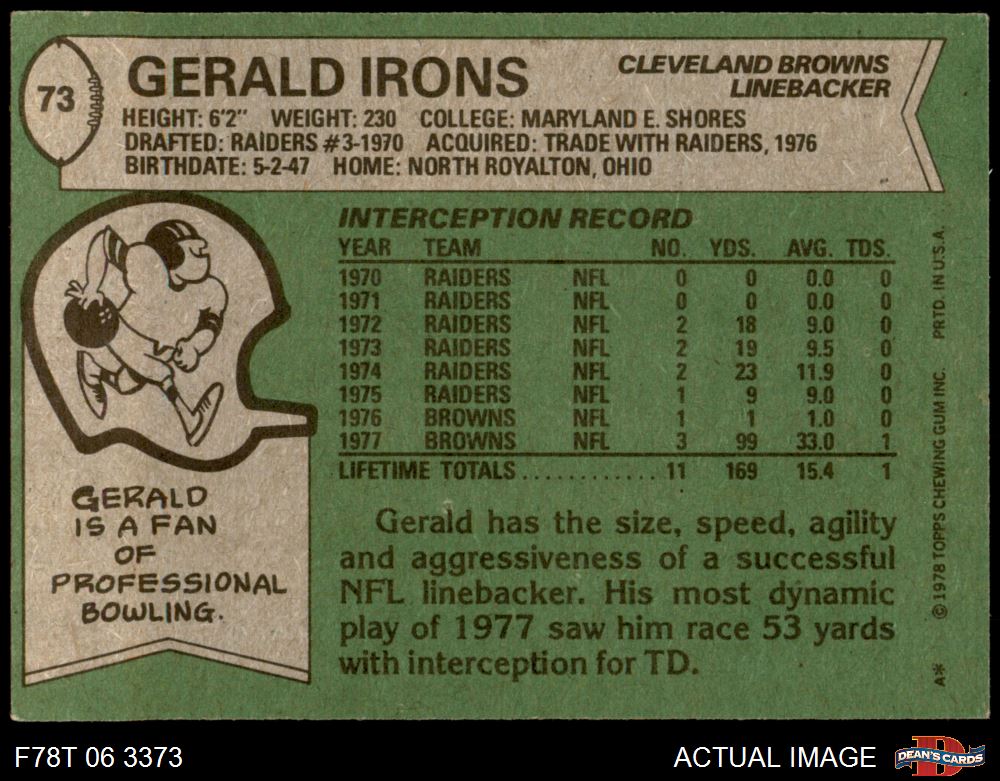 73
GERALD IRONS
CLEVELAND BROWNS
LINEBACKER
HEIGHT: 6'2" WEIGHT: 230 COLLEGE: MARYLAND E. SHORES
DRAFTED: RAIDERS #3-1970 ACQUIRED: TRADE WITH RAIDERS, 1976
BIRTHDATE: 5-2-47 HOME: NORTH ROYALTON, OHIO
INTERCEPTION RECORD
YEAR TEAM NO. YDS. AVG. TDS.
1970 RAIDERS NFL 0 0 0.0 0
1971 RAIDERS NFL 0 0 0.0 0
1972 RAIDERS NFL 2 18 9.0 0
1973 RAIDERS NFL 2 19 9.5 0
1974 RAIDERS NFL 2 23 11.9 0
1975 RAIDERS NFL 1 9 9.0 0
1976 BROWNS NFL 1 1 1.0 0
1977 BROWNS NFL 3 99 33.0 1
LIFETIME TOTALS............ 11 169 15.4 1
GERALD
IS A FAN
OF
PROFESSIONAL
BOWLING.
Gerald has the size, speed, agility
and aggressiveness of a successful
NFL linebacker. His most dynamic
play of 1977 saw him race 53 yards
with interception for TD.
A* © 1978 TOPPS CHEWING GUM INC. PRTD. IN U.S.A.
F78T 06 3373
ACTUAL IMAGE
D
DEAN'S CARDS